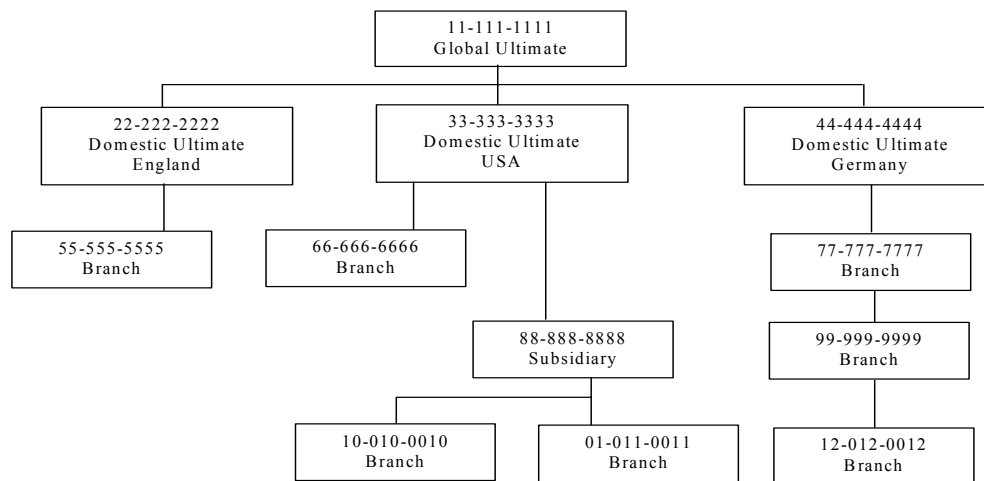 11-111-1111
Global Ultimate
22-222-2222
Domestic Ultimate
England
33-333-3333
Domestic Ultimate
USA
44-444-4444
Domestic Ultimate
Germany
55-555-5555
Branch
66-666-6666
Branch
77-777-7777
Branch
88-888-8888
Subsidiary
99-999-9999
Branch
10-010-0010
Branch
01-011-0011
Branch
12-012-0012
Branch